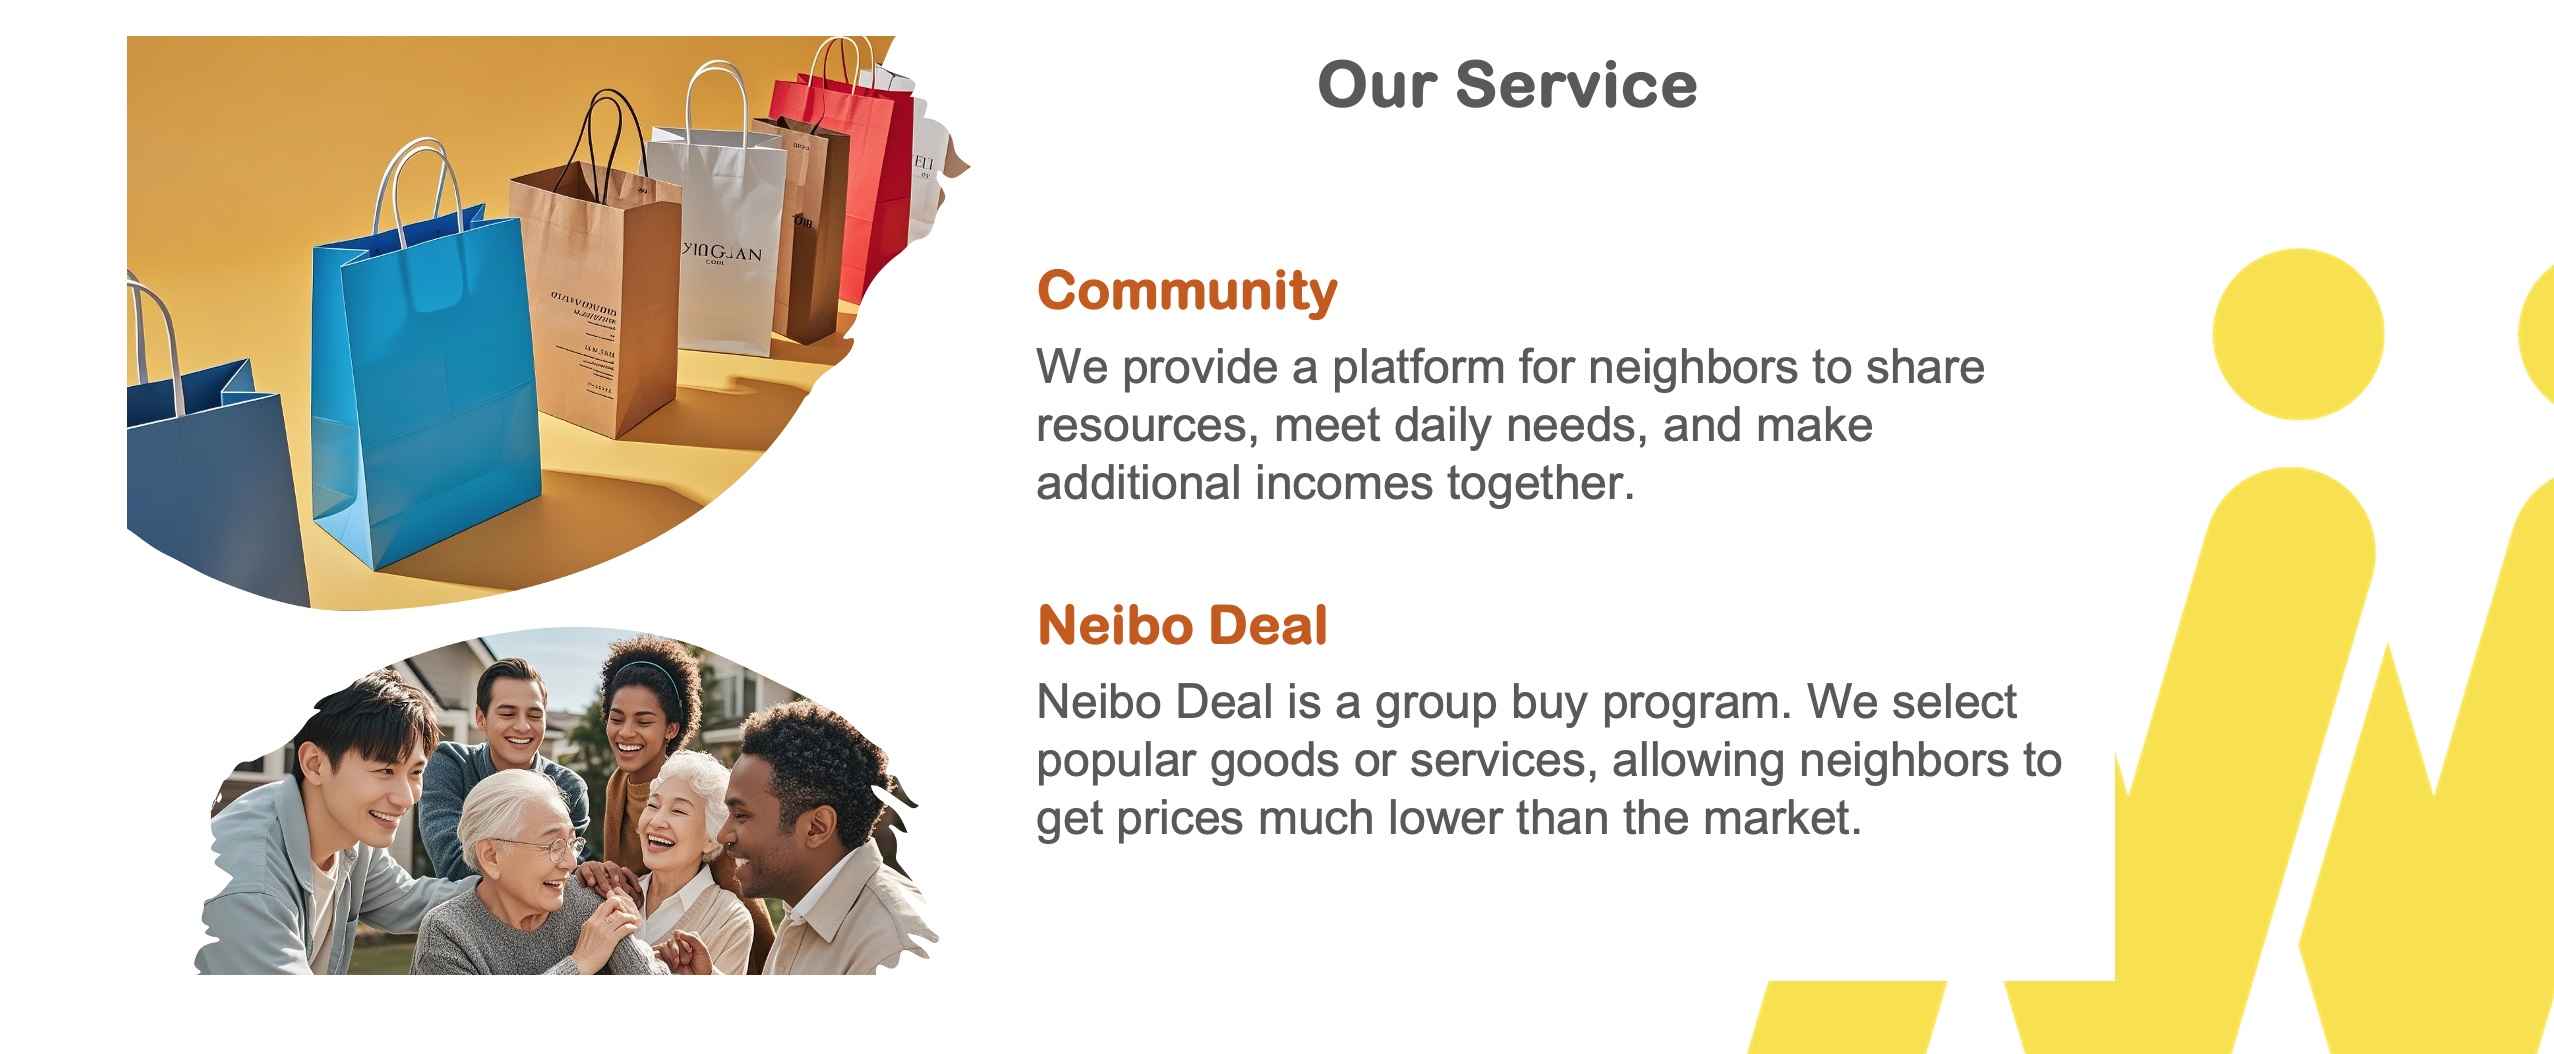 Our Service
Community
We provide a platform for neighbors to share
resources, meet daily needs, and make
additional incomes together.
Neibo Deal
Neibo Deal is a group buy program. We select
popular goods or services, allowing neighbors to
get prices much lower than the market.